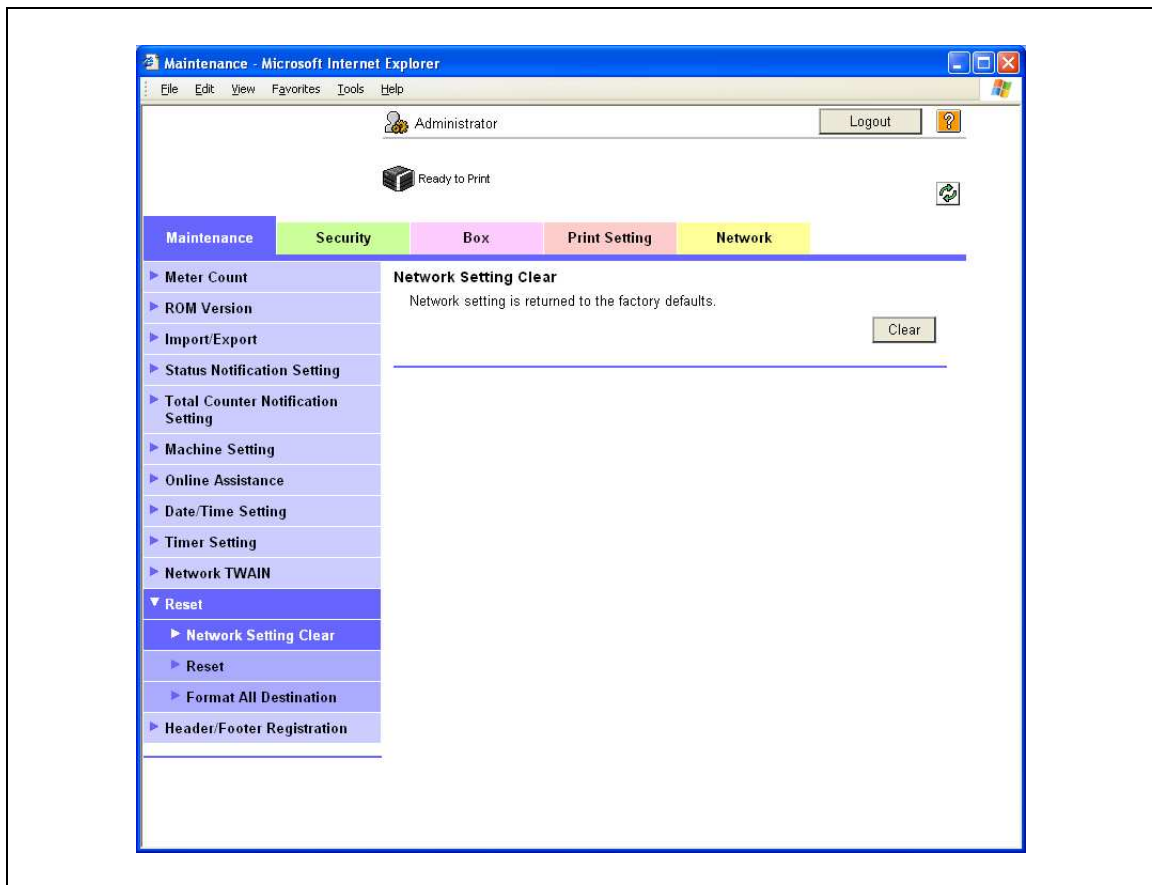 Maintenance - Microsoft Internet Explorer
File Edit View Favorites Tools Help
Administrator
Logout
?
Ready to Print
Maintenance Security Box Print Setting Network
Meter Count
ROM Version
Import/Export
Status Notification Setting
Total Counter Notification
Setting
Machine Setting
Online Assistance
Date/Time Setting
Timer Setting
Network TWAIN
Reset
Network Setting Clear
Reset
Format All Destination
Header/Footer Registration
Network Setting Clear
Network setting is returned to the factory defaults.
Clear